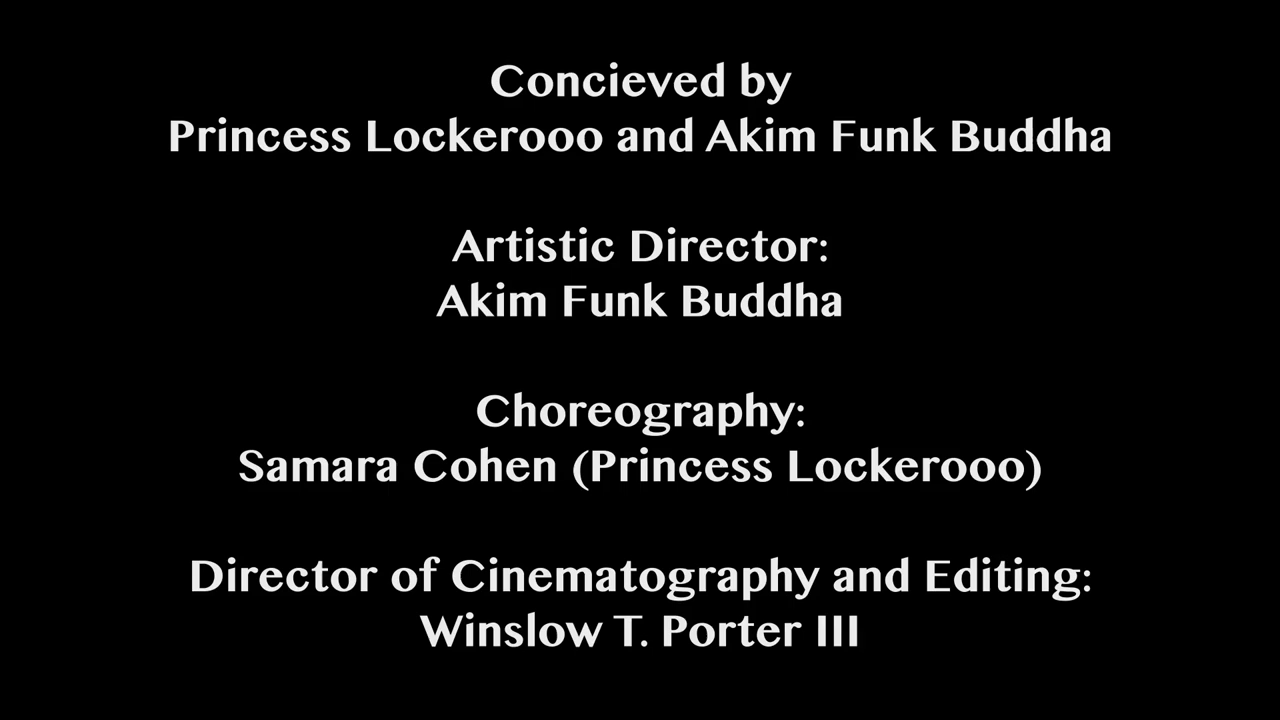 Concieved by
Princess Lockerooo and Akim Funk Buddha
Artistic Director:
Akim Funk Buddha
Choreography:
Samara Cohen (Princess Lockerooo)
Director of Cinematography and Editing:
Winslow T. Porter III